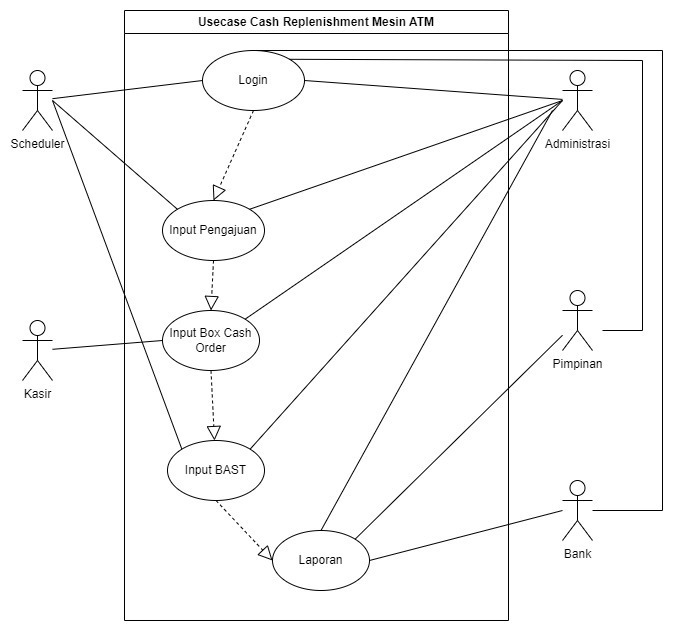 Usecase Cash Replenishment Mesin ATM
Login
Scheduler
Administrasi
Input Pengajuan
Input Box Cash
Order
Kasir
Pimpinan
Input BAST
Laporan
Bank